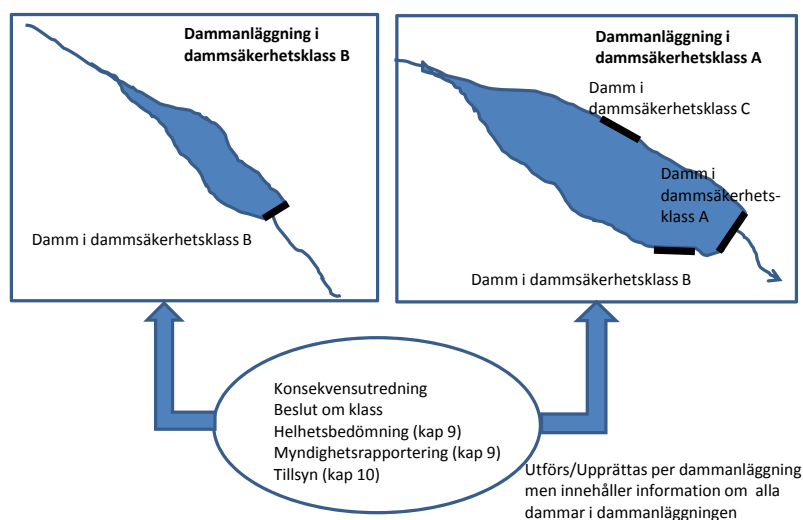 Dammanläggning i
dammsäkerhetsklass B
Damm i dammsäkerhetsklass B
Dammanläggning i
dammsäkerhetsklass A
Damm i
dammsäkerhetsklass C
Damm i
dammsäkerhets-
klass A
Damm i dammsäkerhetsklass B
Konsekvensutredning
Beslut om klass
Helhetsbedömning (kap 9)
Myndighetsrapportering (kap 9)
Tillsyn (kap 10)
Utförs/Upprättas per dammanläggning
men innehåller information om alla
dammar i dammanläggningen